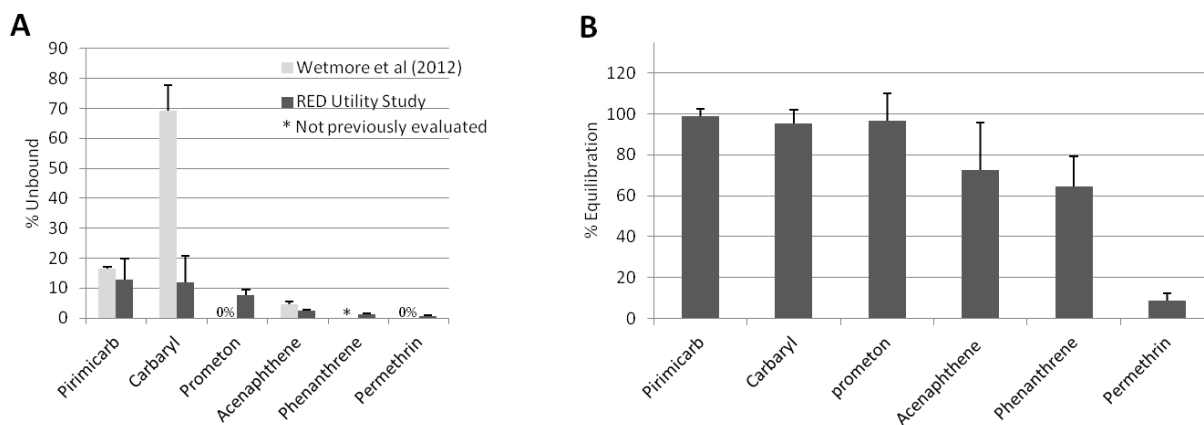 A
90
80
70
60
50
40
30
20
10
0
% Unbound
Wetmore et al (2012)
RED Utility Study
* Not previously evaluated
0%
*
0%
Pirimicarb
Carbaryl
Prometon
Acenaphthene
Phenanthrene
Permethrin
B
120
100
80
60
40
20
0
% Equilibration
Pirimicarb
Carbaryl
prometon
Acenaphthene
Phenanthrene
Permethrin